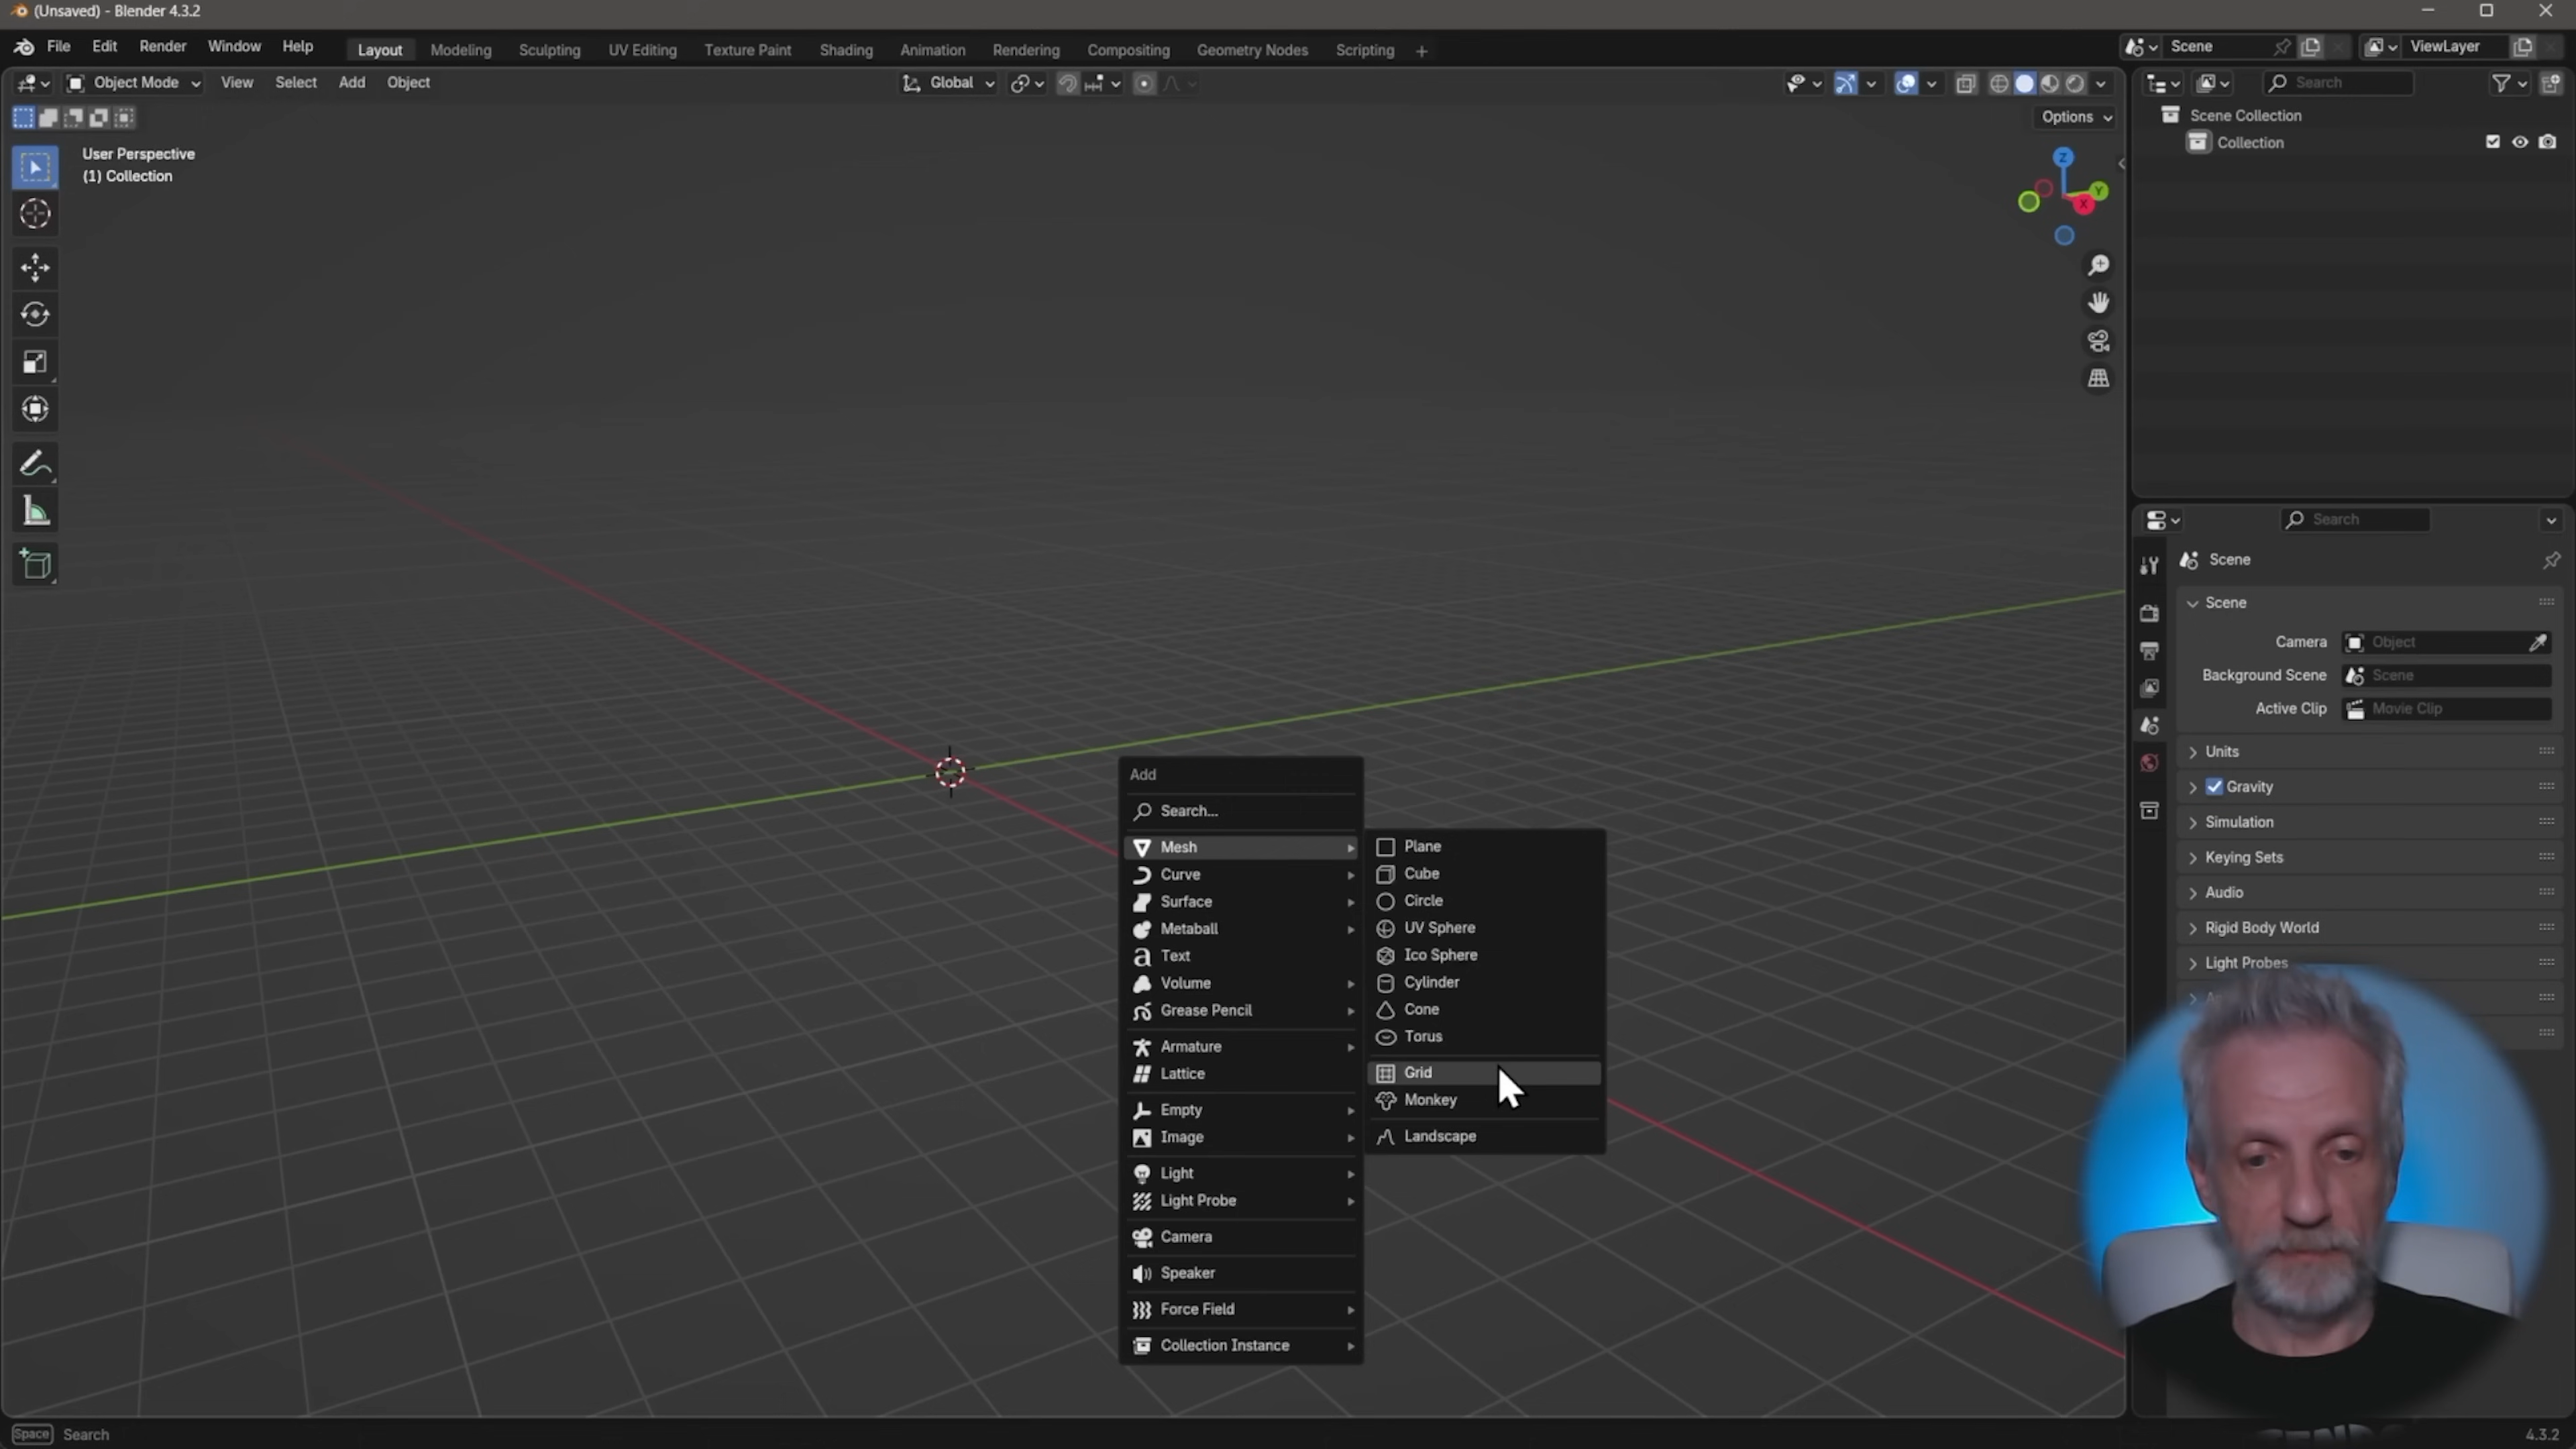 (Unsaved) - Blender 4.3.2
File Edit Render Window Help Layout Modeling Sculpting UV Editing Texture Paint Shading Animation Rendering Compositing Geometry Nodes Scripting + Scene ViewLayer
Object Mode View Select Add Object Global Search
Options
User Perspective
(1) Collection
Z
Y
X
Scene Collection
Collection
Search
Scene
Scene
Camera Object
Background Scene Scene
Active Clip Movie Clip
Units
Gravity
Simulation
Keying Sets
Audio
Rigid Body World
Light Probes
Add
Search...
Mesh
Curve
Surface
Metaball
Text
Volume
Grease Pencil
Armature
Lattice
Empty
Image
Light
Light Probe
Camera
Speaker
Force Field
Collection Instance
Plane
Cube
Circle
UV Sphere
Ico Sphere
Cylinder
Cone
Torus
Grid
Monkey
Landscape
Space Search
4.3.2